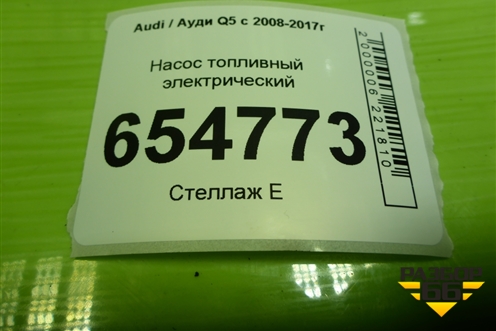 Audi / Ауди Q5 с 2008-2017г
Насос топливный
электрический
654773
Стеллаж Е
2000006221810
РАЗБОР
66